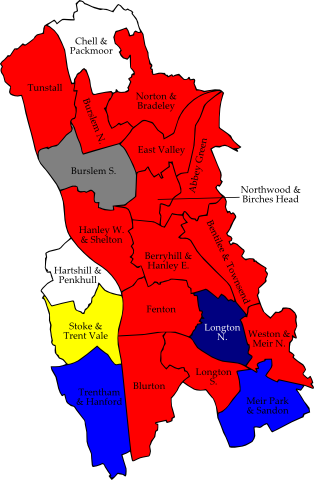 Chell &
Packmoor
Tunstall
Burslem N.
Norton &
Bradeley
East Valley
Abbey Green
Burslem S.
Northwood &
Birches Head
Hanley W.
& Shelton
Berryhill &
Hanley E.
Bentilee & Townsend
Hartshill &
Penkhull
Fenton
Stoke &
Trent Vale
Longton
N.
Weston &
Meir N.
Blurton
Longton
S.
Trentham
& Hanford
Meir Park
& Sandon